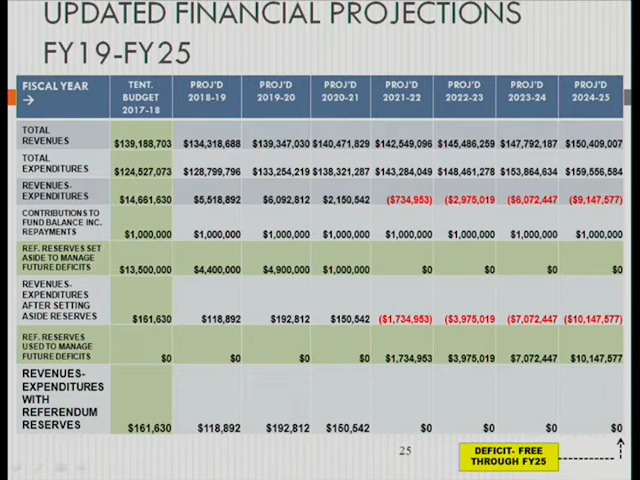 UPDATED FINANCIAL PROJECTIONS
FY19-FY25
FISCAL YEAR → TENT. BUDGET 2017-18 PROJ'D 2018-19 PROJ'D 2019-20 PROJ'D 2020-21 PROJ'D 2021-22 PROJ'D 2022-23 PROJ'D 2023-24 PROJ'D 2024-25
TOTAL REVENUES $139,188,703 $134,318,688 $139,347,030 $140,471,829 $142,549,096 $145,486,259 $147,792,187 $150,409,007
TOTAL EXPENDITURES $124,527,073 $128,799,796 $133,254,219 $138,321,287 $143,284,049 $148,461,278 $153,864,634 $159,556,584
REVENUES-EXPENDITURES $14,661,630 $5,518,892 $6,092,812 $2,150,542 ($734,953) ($2,975,019) ($6,072,447) ($9,147,577)
CONTRIBUTIONS TO FUND BALANCE INC. REPAYMENTS $1,000,000 $1,000,000 $1,000,000 $1,000,000 $1,000,000 $1,000,000 $1,000,000 $1,000,000
REF. RESERVES SET ASIDE TO MANAGE FUTURE DEFICITS $13,500,000 $4,400,000 $4,900,000 $1,000,000 $0 $0 $0 $0
REVENUES-EXPENDITURES AFTER SETTING ASIDE RESERVES $161,630 $118,892 $192,812 $150,542 ($1,734,953) ($3,975,019) ($7,072,447) ($10,147,577)
REF. RESERVES USED TO MANAGE FUTURE DEFICITS $0 $0 $0 $0 $1,734,953 $3,975,019 $7,072,447 $10,147,577
REVENUES-EXPENDITURES WITH REFERENDUM RESERVES $161,630 $118,892 $192,812 $150,542 $0 $0 $0 $0
25
DEFICIT- FREE
THROUGH FY25